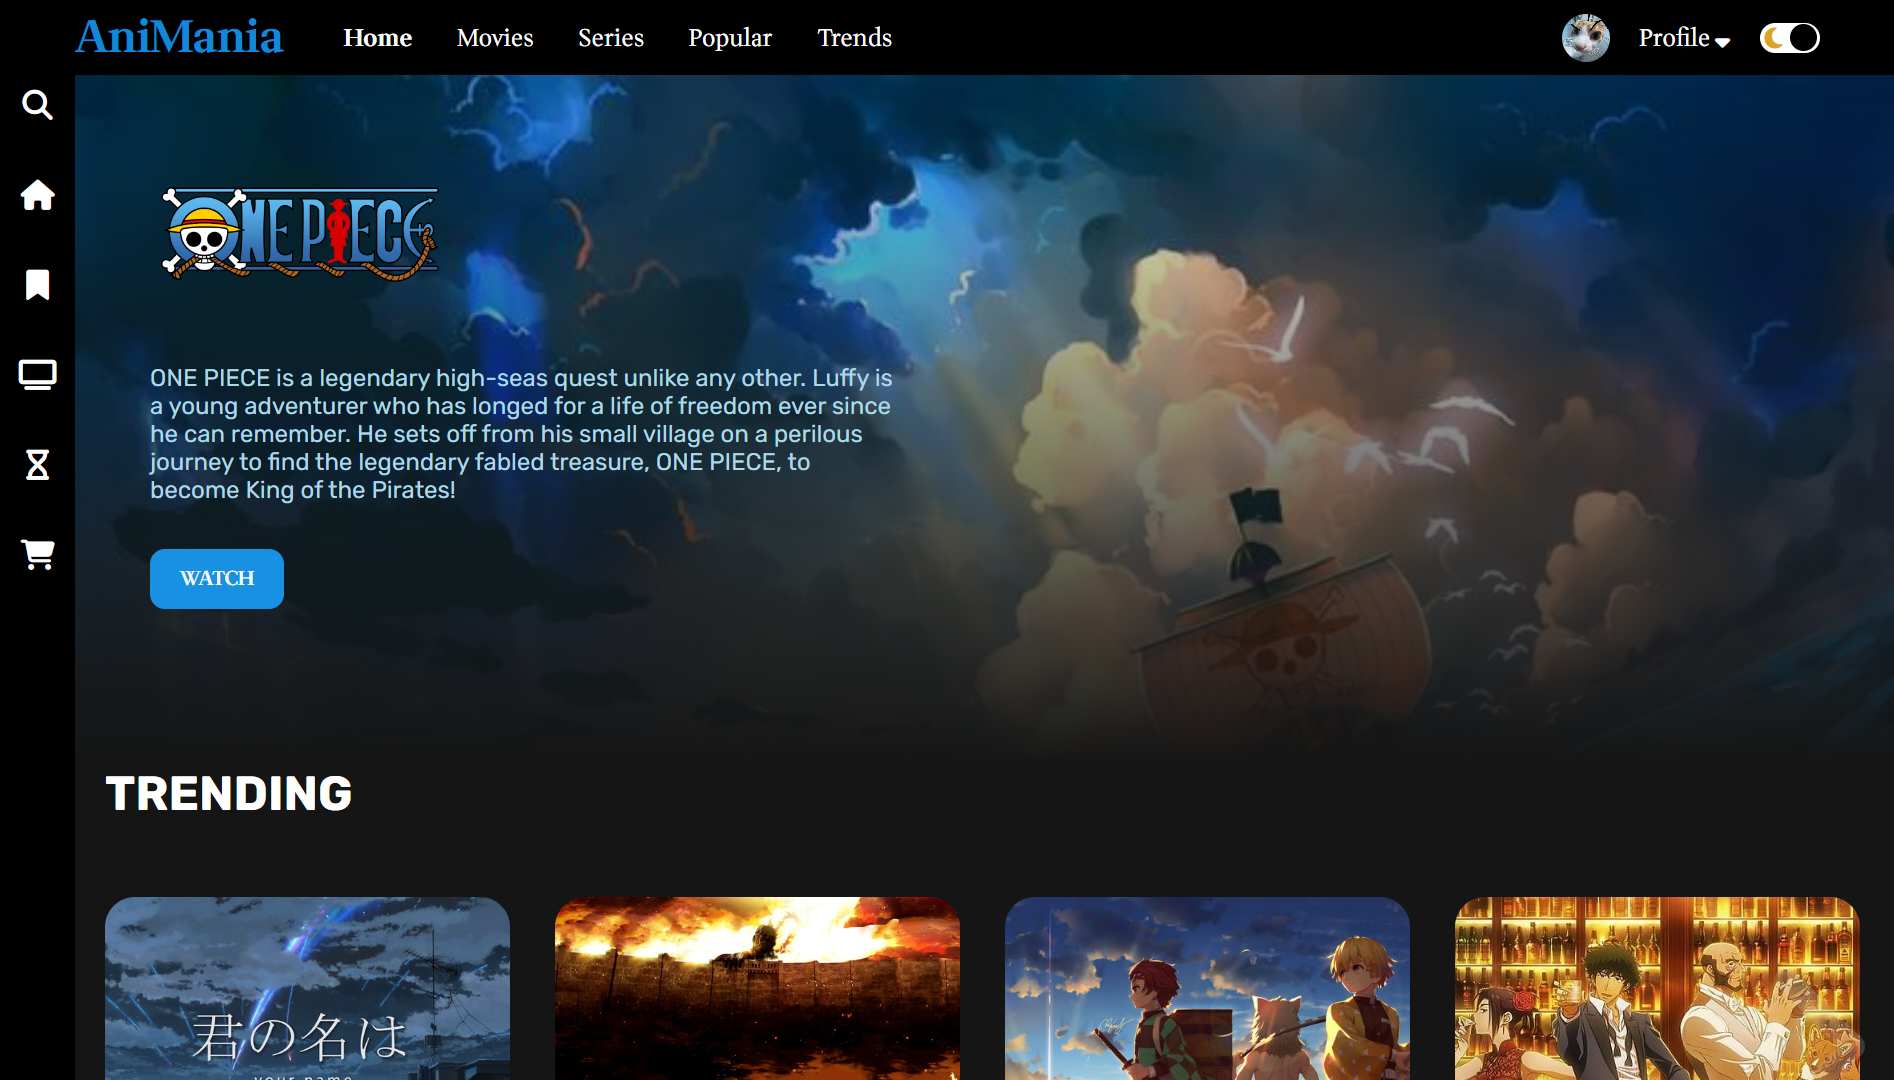 AniMania
Home Movies Series Popular Trends
Profile
ONE PIECE
ONE PIECE is a legendary high-seas quest unlike any other. Luffy is
a young adventurer who has longed for a life of freedom ever since
he can remember. He sets off from his small village on a perilous
journey to find the legendary fabled treasure, ONE PIECE, to
become King of the Pirates!
WATCH
TRENDING
君の名は
your name